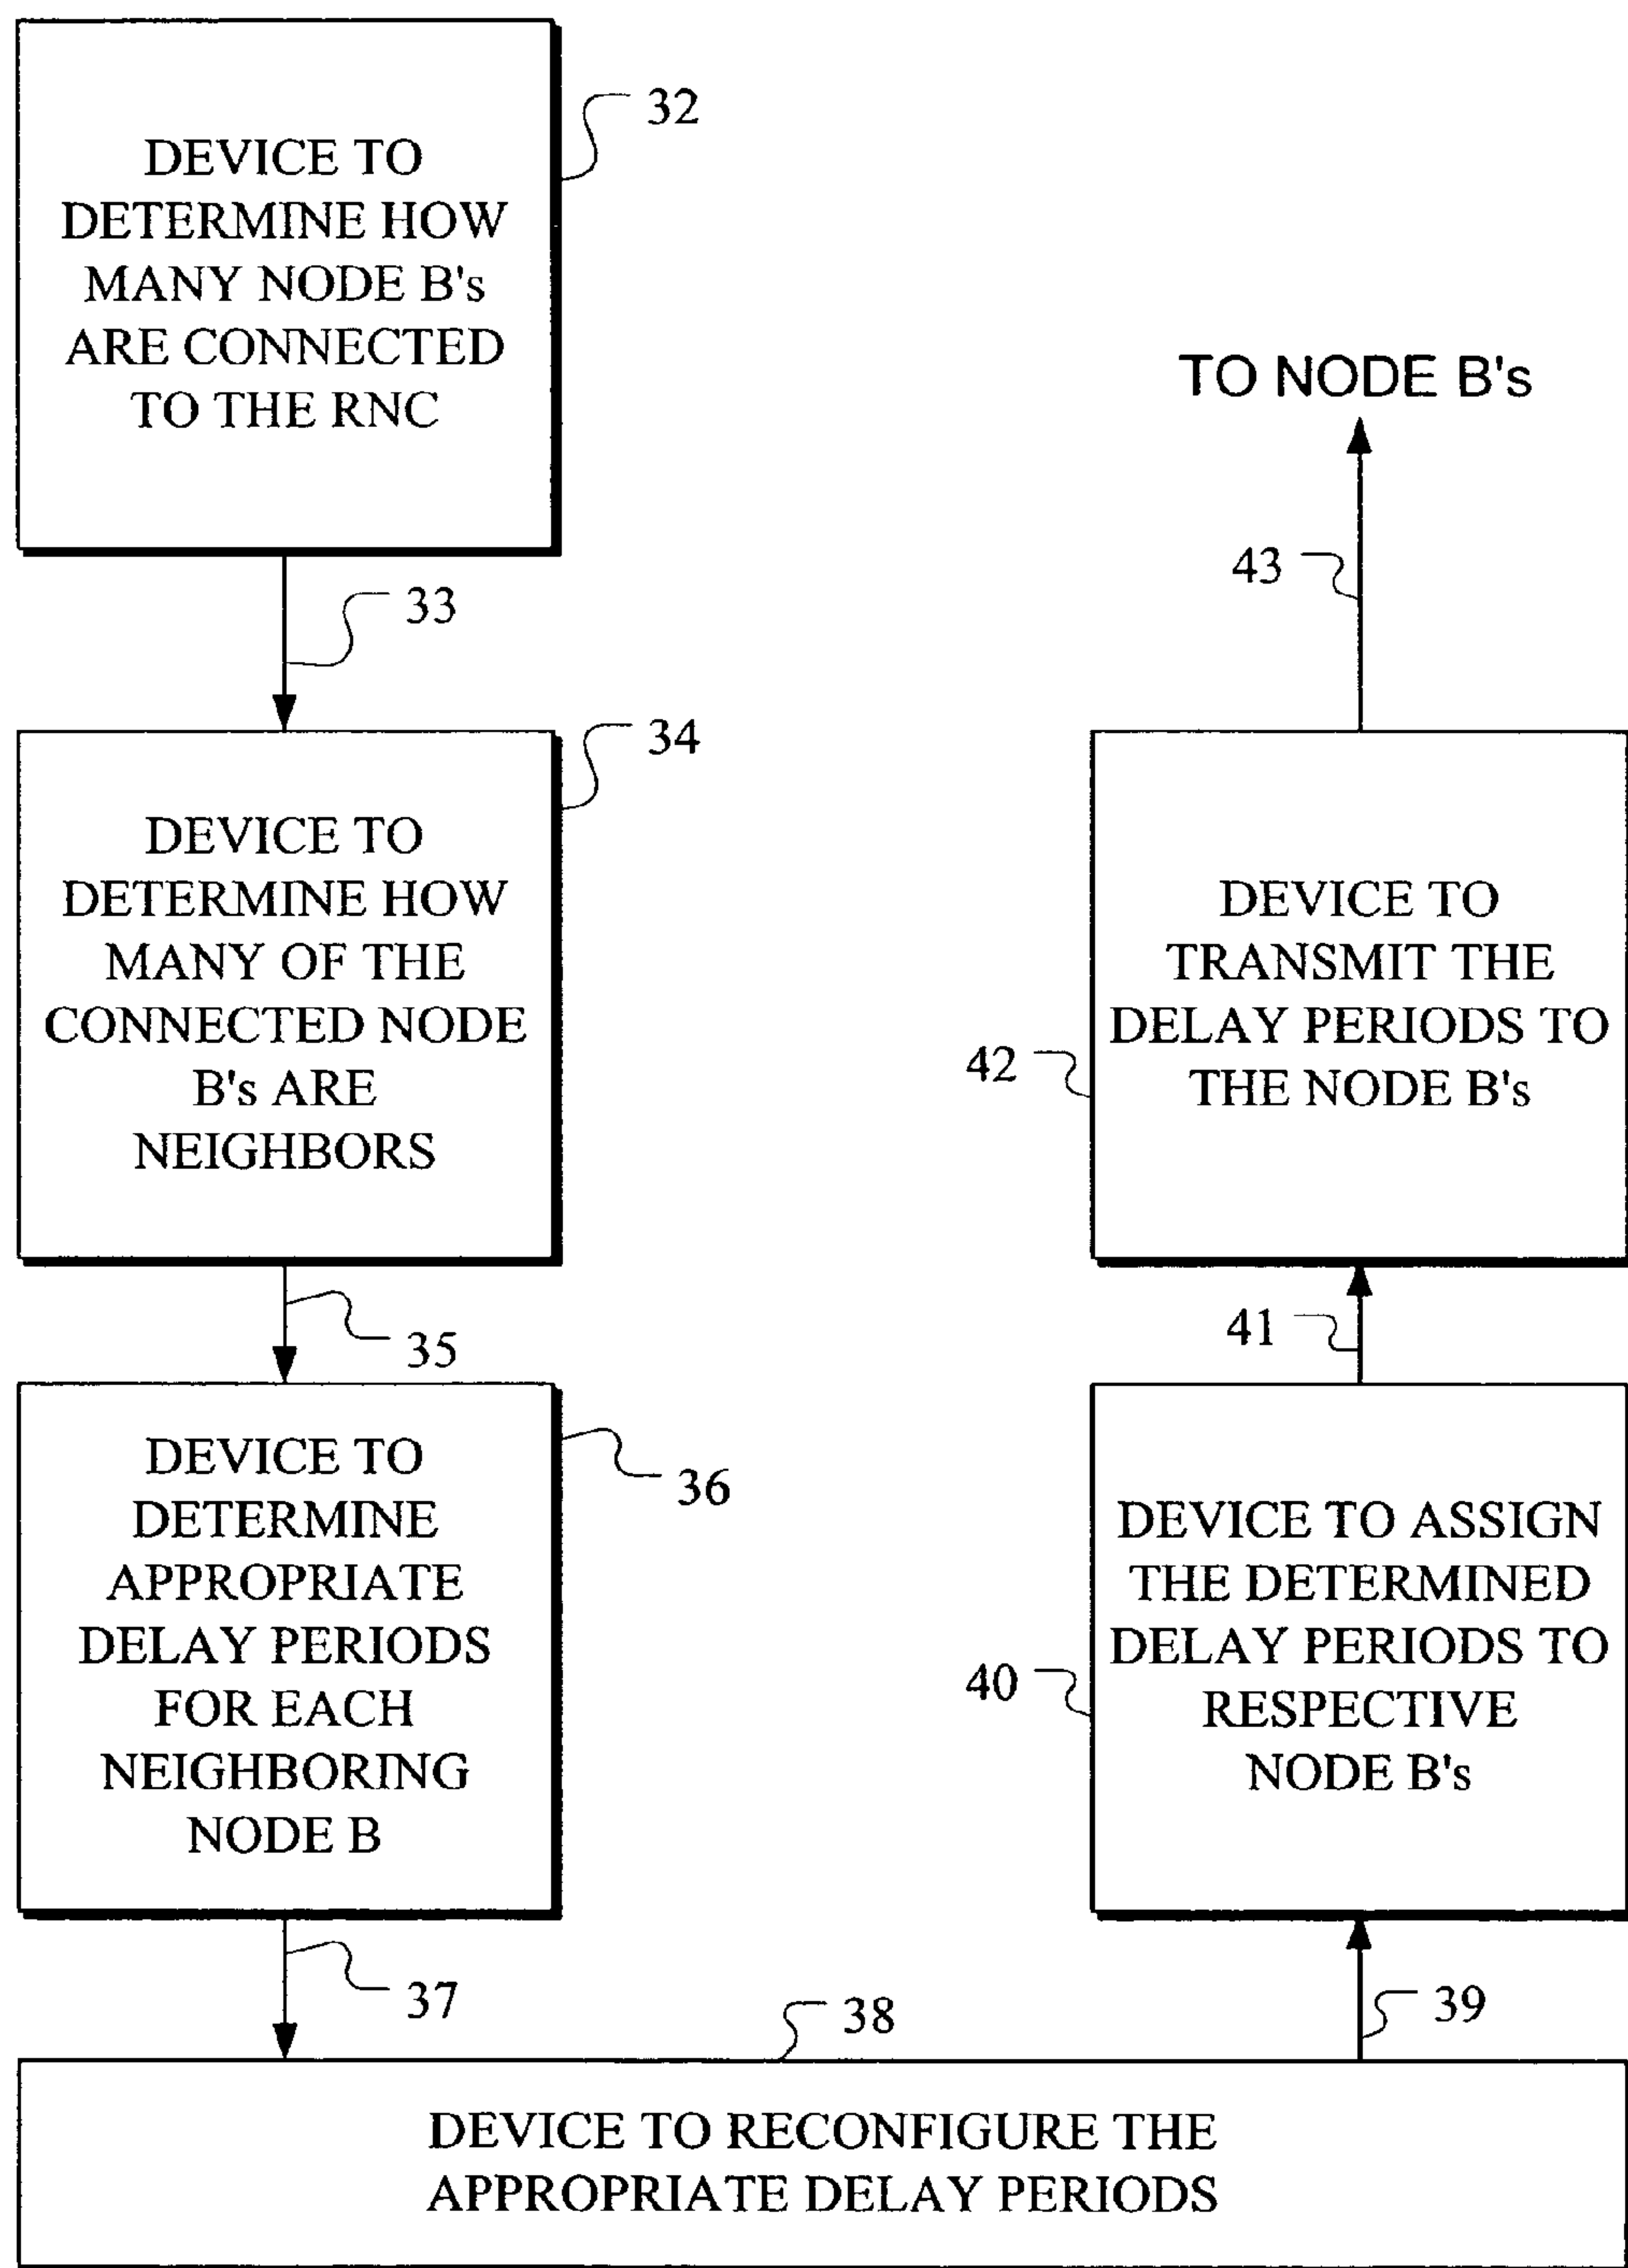 DEVICE TO
DETERMINE HOW
MANY NODE B's
ARE CONNECTED
TO THE RNC
32
33
DEVICE TO
DETERMINE HOW
MANY OF THE
CONNECTED NODE
B's ARE
NEIGHBORS
34
35
DEVICE TO
DETERMINE
APPROPRIATE
DELAY PERIODS
FOR EACH
NEIGHBORING
NODE B
36
37
38
DEVICE TO RECONFIGURE THE
APPROPRIATE DELAY PERIODS
39
DEVICE TO ASSIGN
THE DETERMINED
DELAY PERIODS TO
RESPECTIVE
NODE B's
40
41
DEVICE TO
TRANSMIT THE
DELAY PERIODS TO
THE NODE B's
42
43
TO NODE B's